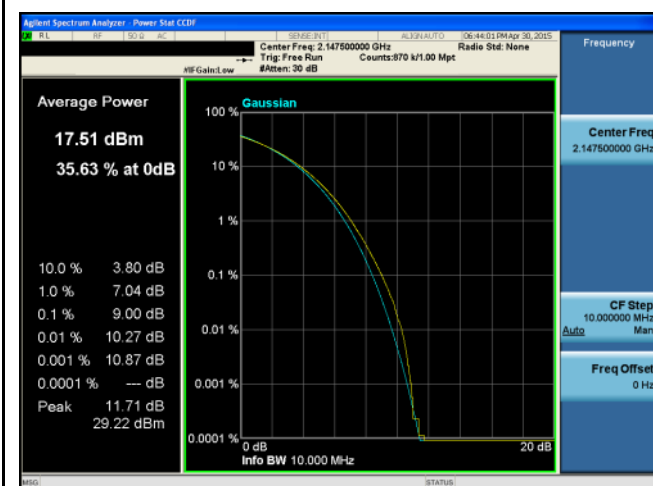 Agilent Spectrum Analyzer - Power Stat CCDF
RL RF 50 Ω AC SENSE:INT ALIGNAUTO 06:44:01 PM Apr 30, 2015
Center Freq: 2.147500000 GHz Radio Std: None
Trig: Free Run Counts:870 k/1.00 Mpt
#IFGain:Low #Atten: 30 dB
Frequency
Average Power
17.51 dBm
35.63 % at 0dB
10.0 % 3.80 dB
1.0 % 7.04 dB
0.1 % 9.00 dB
0.01 % 10.27 dB
0.001 % 10.87 dB
0.0001 % --- dB
Peak 11.71 dB
29.22 dBm
Gaussian
100 %
10 %
1 %
0.1 %
0.01 %
0.001 %
0.0001 %
0 dB 20 dB
Info BW 10.000 MHz
Center Freq
2.147500000 GHz
CF Step
10.000000 MHz
Auto Man
Freq Offset
0 Hz
MSG STATUS